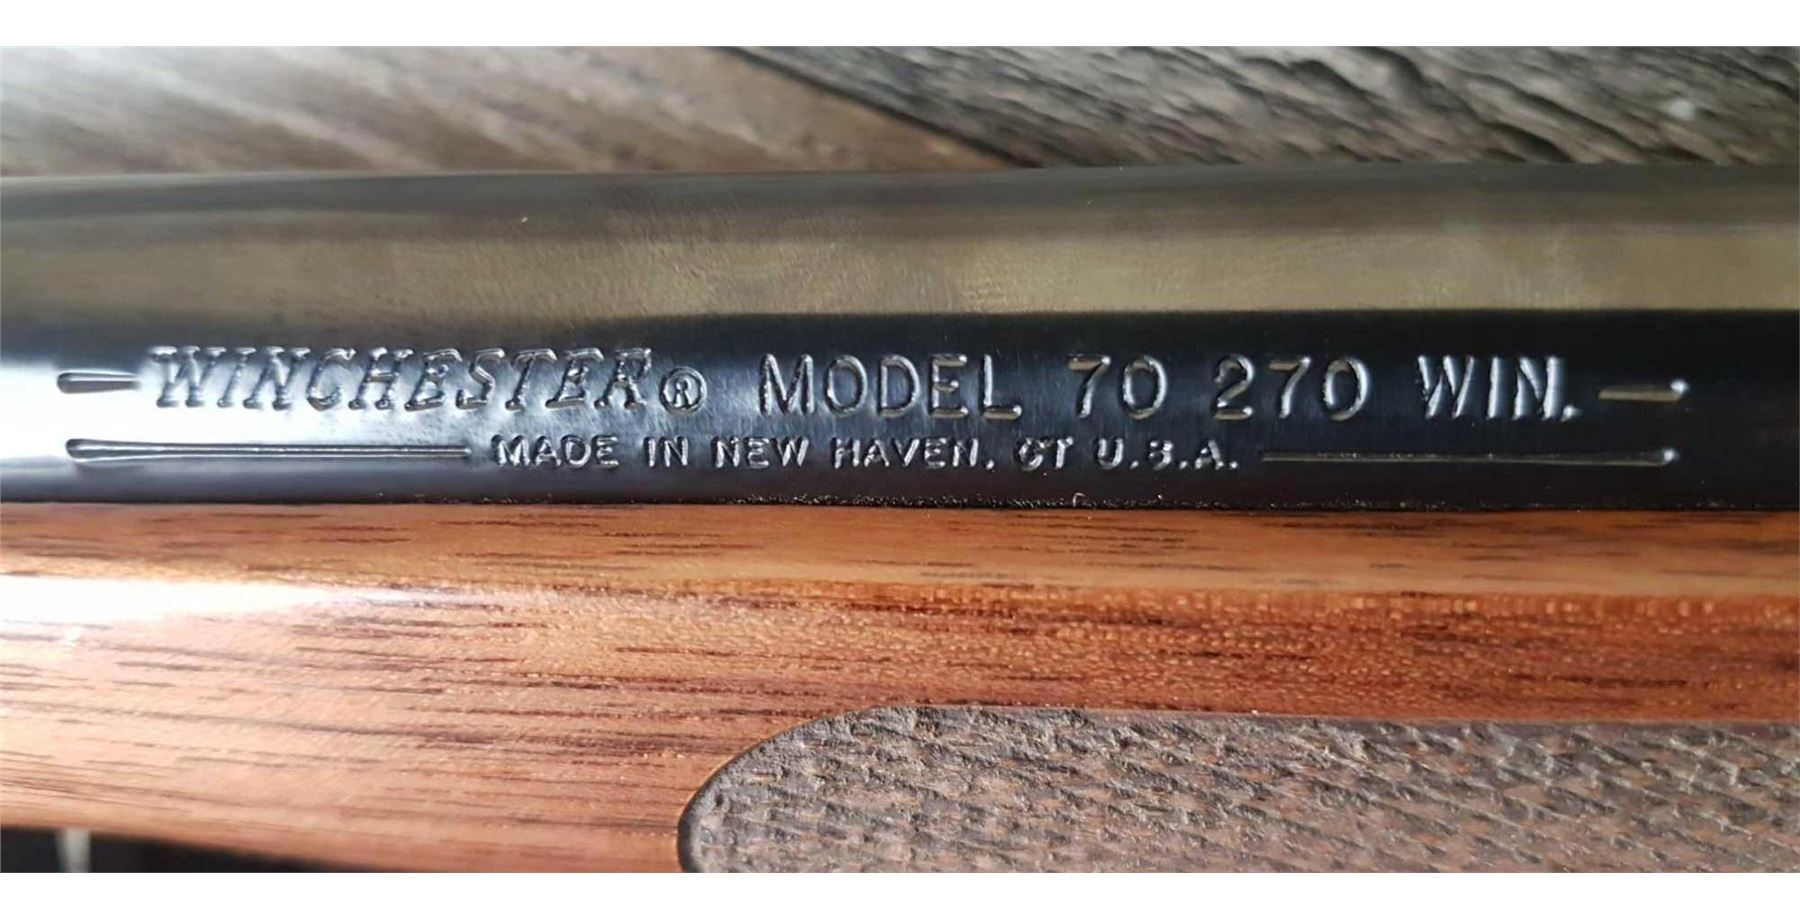 WINCHESTER® MODEL 70 270 WIN.
MADE IN NEW HAVEN, CT U.S.A.